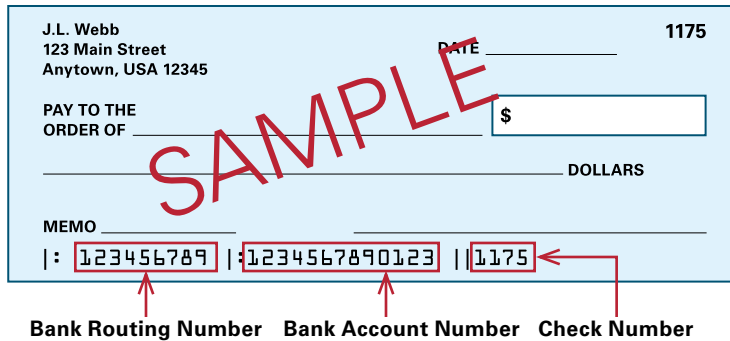 J.L. Webb
123 Main Street
Anytown, USA 12345
1175
DATE
PAY TO THE
ORDER OF
$
DOLLARS
SAMPLE
MEMO
|: 123456789 |:1234567890123 ||1175
Bank Routing Number Bank Account Number Check Number